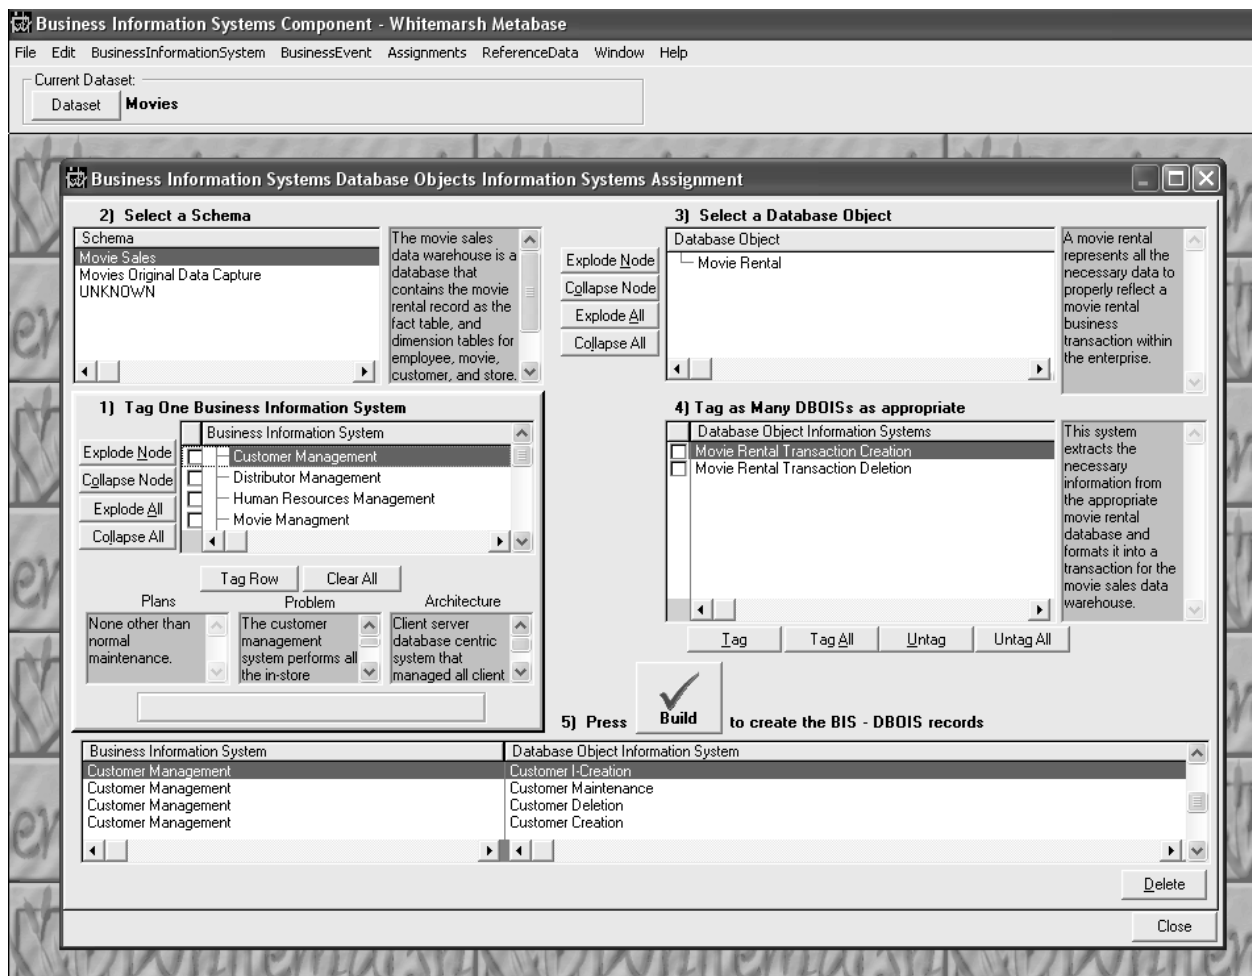 Business Information Systems Component - Whitemarsh Metabase
File Edit BusinessInformationSystem BusinessEvent Assignments ReferenceData Window Help
Current Dataset:
Dataset Movies
Business Information Systems Database Objects Information Systems Assignment
2) Select a Schema
Schema
Movie Sales
Movies Original Data Capture
UNKNOWN
The movie sales
data warehouse is a
database that
contains the movie
rental record as the
fact table, and
dimension tables for
employee, movie,
customer, and store.
Explode Node
Collapse Node
Explode All
Collapse All
3) Select a Database Object
Database Object
Movie Rental
A movie rental
represents all the
necessary data to
properly reflect a
movie rental
business
transaction within
the enterprise.
1) Tag One Business Information System
Explode Node
Collapse Node
Explode All
Collapse All
Business Information System
Customer Management
Distributor Management
Human Resources Management
Movie Managment
Tag Row Clear All
Plans
None other than
normal
maintenance.
Problem
The customer
management
system performs all
the in-store
Architecture
Client server
database centric
system that
managed all client
4) Tag as Many DBOISs as appropriate
Database Object Information Systems
Movie Rental Transaction Creation
Movie Rental Transaction Deletion
This system
extracts the
necessary
information from
the appropriate
movie rental
database and
formats it into a
transaction for the
movie sales data
warehouse.
Tag Tag All Untag Untag All
5) Press Build to create the BIS - DBOIS records
Business Information System Database Object Information System
Customer Management Customer I-Creation
Customer Management Customer Maintenance
Customer Management Customer Deletion
Customer Management Customer Creation
Delete
Close